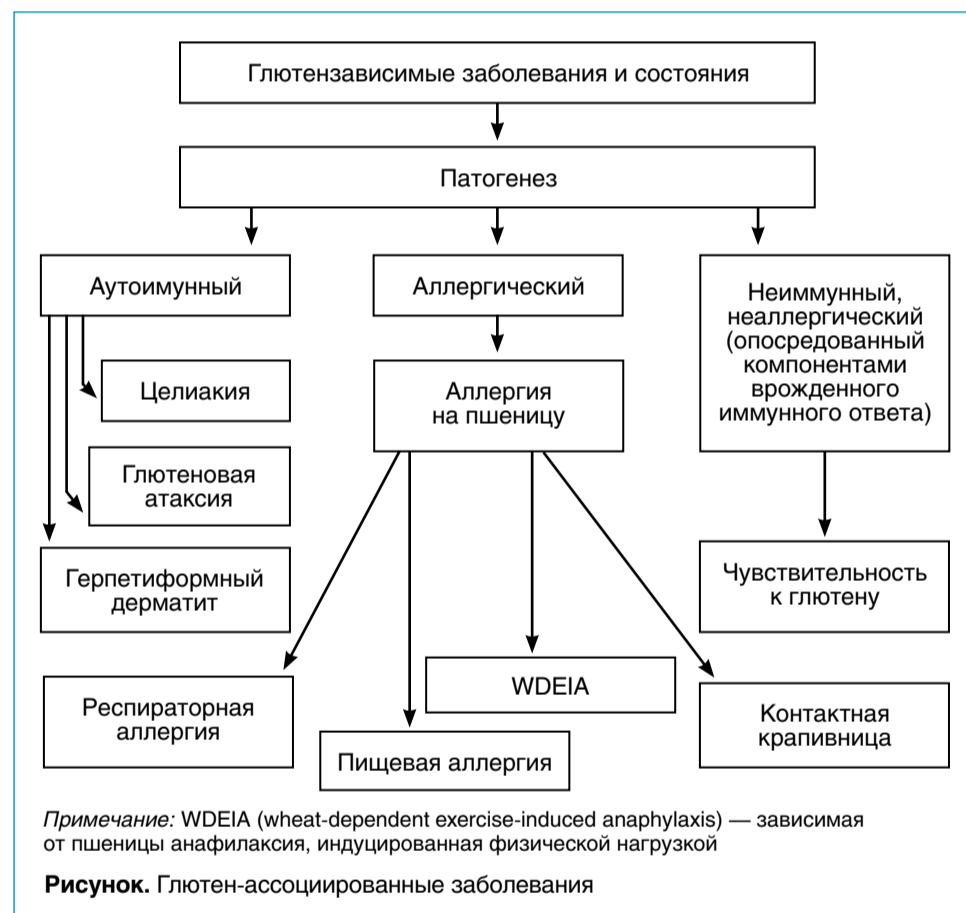 Глютензависимые заболевания и состояния
Патогенез
Аутоимунный
Аллергический
Неиммунный,
неаллергический
(опосредованный
компонентами
врожденного
иммунного ответа)
Целиакия
Аллергия
на пшеницу
Глютеновая
атаксия
Герпетиформный
дерматит
Чувствительность
к глютену
Респираторная
аллергия
WDEIA
Контактная
крапивница
Пищевая аллергия
Примечание: WDEIA (wheat-dependent exercise-induced anaphylaxis) — зависимая
от пшеницы анафилаксия, индуцированная физической нагрузкой
Рисунок. Глютен-ассоциированные заболевания